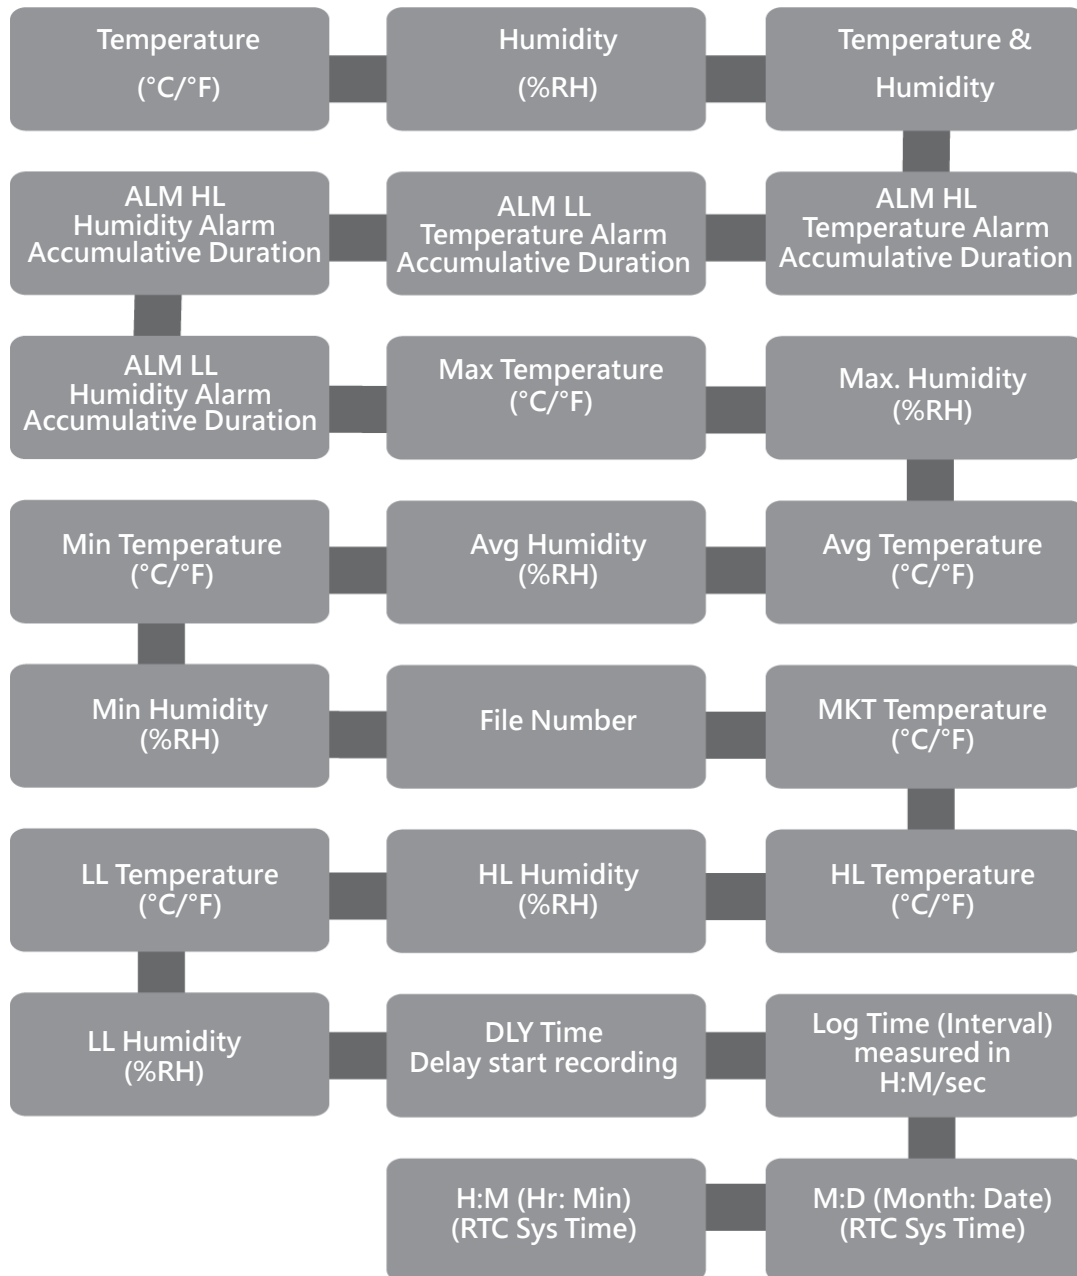 Temperature
(°C/°F)
Humidity
(%RH)
Temperature &
Humidity
ALM HL
Humidity Alarm
Accumulative Duration
ALM LL
Temperature Alarm
Accumulative Duration
ALM HL
Temperature Alarm
Accumulative Duration
ALM LL
Humidity Alarm
Accumulative Duration
Max Temperature
(°C/°F)
Max. Humidity
(%RH)
Min Temperature
(°C/°F)
Avg Humidity
(%RH)
Avg Temperature
(°C/°F)
Min Humidity
(%RH)
File Number
MKT Temperature
(°C/°F)
LL Temperature
(°C/°F)
HL Humidity
(%RH)
HL Temperature
(°C/°F)
LL Humidity
(%RH)
DLY Time
Delay start recording
Log Time (Interval)
measured in
H:M/sec
H:M (Hr: Min)
(RTC Sys Time)
M:D (Month: Date)
(RTC Sys Time)